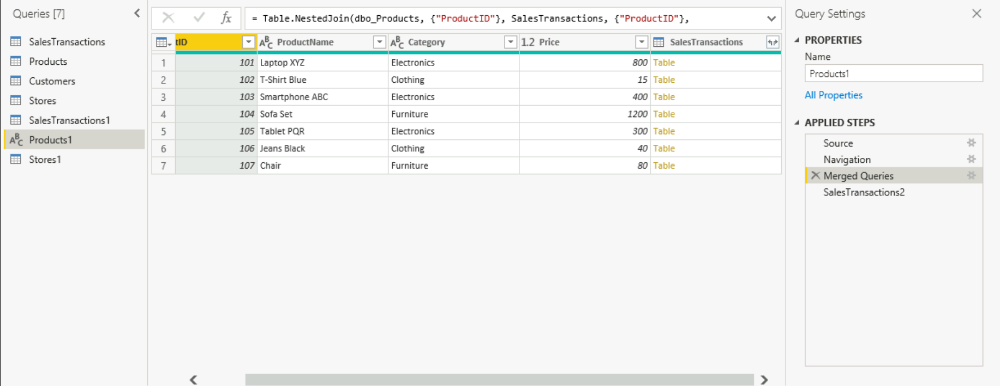 Queries [7]
SalesTransactions
Products
Customers
Stores
SalesTransactions1
ABC Products1
Stores1
fx = Table.NestedJoin(dbo_Products, {"ProductID"}, SalesTransactions, {"ProductID"},
tID ABC ProductName ABC Category 1.2 Price SalesTransactions
1 101 Laptop XYZ Electronics 800 Table
2 102 T-Shirt Blue Clothing 15 Table
3 103 Smartphone ABC Electronics 400 Table
4 104 Sofa Set Furniture 1200 Table
5 105 Tablet PQR Electronics 300 Table
6 106 Jeans Black Clothing 40 Table
7 107 Chair Furniture 80 Table
Query Settings
PROPERTIES
Name
Products1
All Properties
APPLIED STEPS
Source
Navigation
Merged Queries
SalesTransactions2